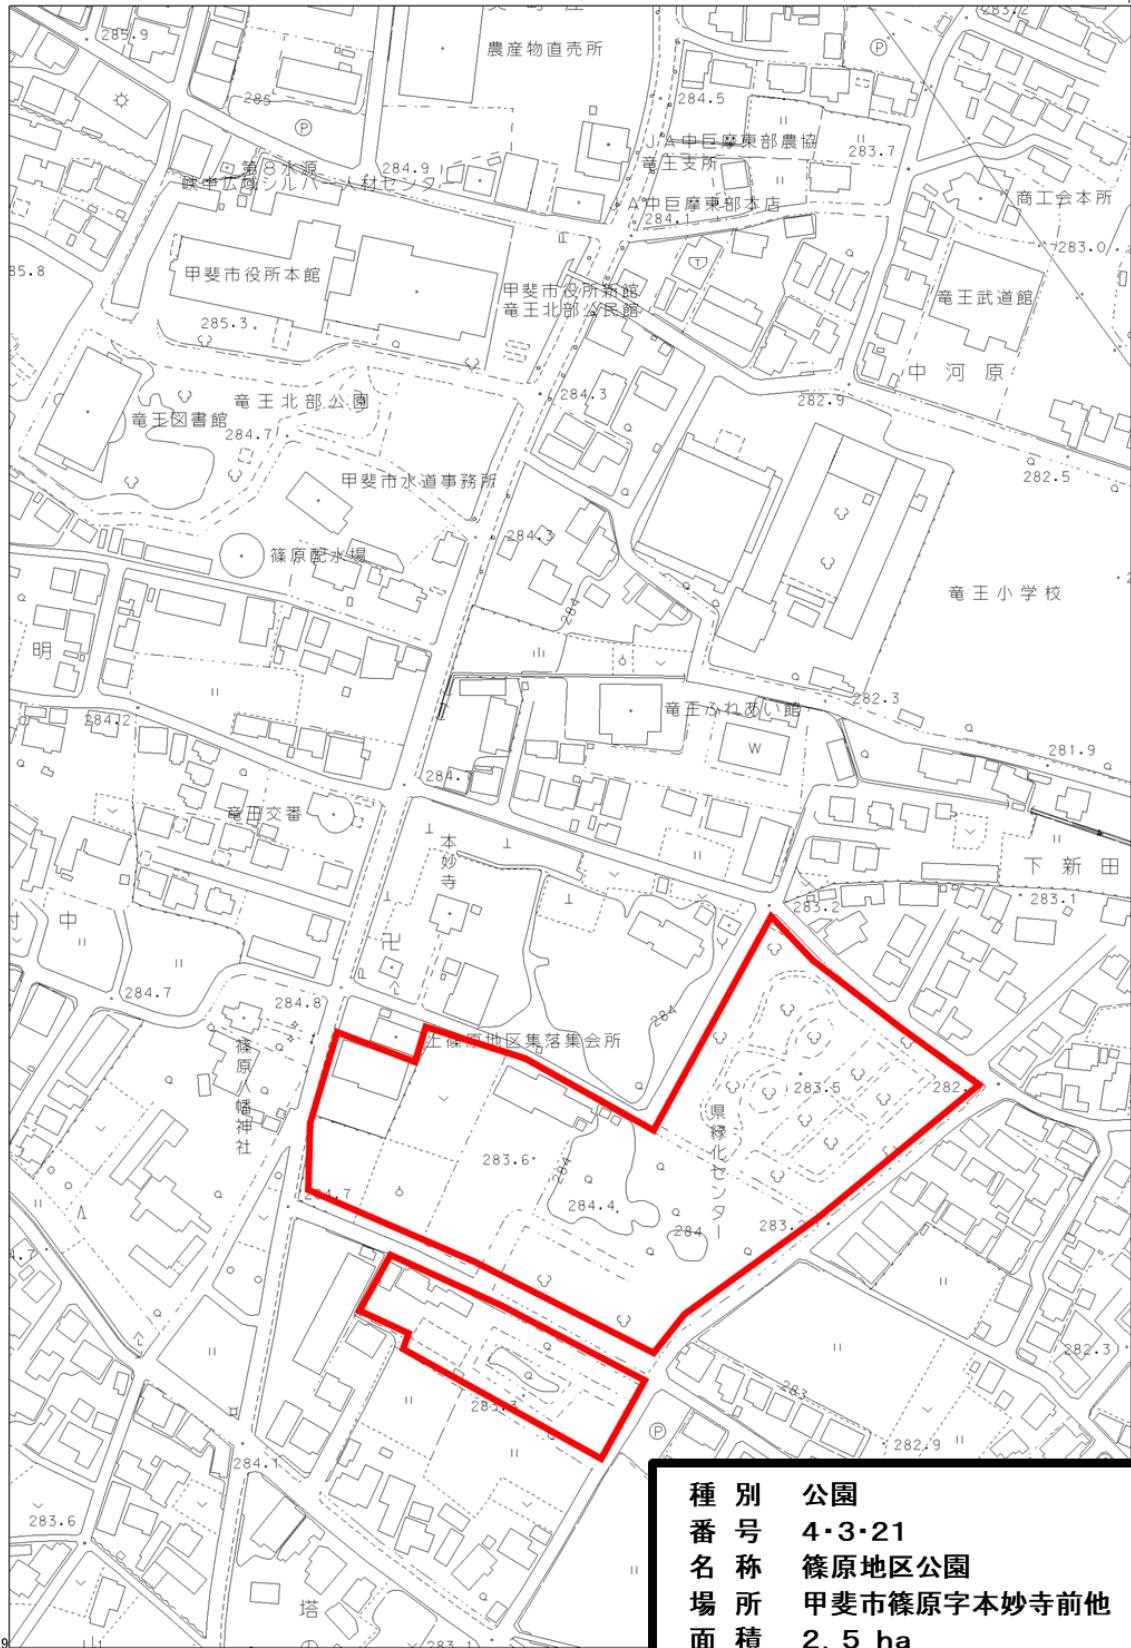 285.9
農産物直売所
283.2
285
284.5
第8水源
284.9
峡中広域シルバー人材センター
JA中巨摩東部農協
竜王支所
283.7
JA中巨摩東部本店
284.1
商工会本所
283.0
甲斐市役所本館
甲斐市役所新館
竜王北部公民館
竜王武道館
285.3
中河原
竜王北部公園
竜王図書館
284.7
284.3
282.9
甲斐市水道事務所
282.5
284.3
篠原配水場
竜王小学校
284
明
284.2
竜王ふれあい館
282.3
W
281.9
竜王交番
本妙寺
下新田
283.2
283.1
中
284.7
284.8
284
上篠原地区集落集会所
篠原八幡神社
283.5
県緑化センター
283.6
284
284.4
284
284.7
282.3
283
283.3
P
282.9
284.1
283.6
塔
283.1
種別 公園
番号 4・3・21
名称 篠原地区公園
場所 甲斐市篠原字本妙寺前他
面積 2.5 ha